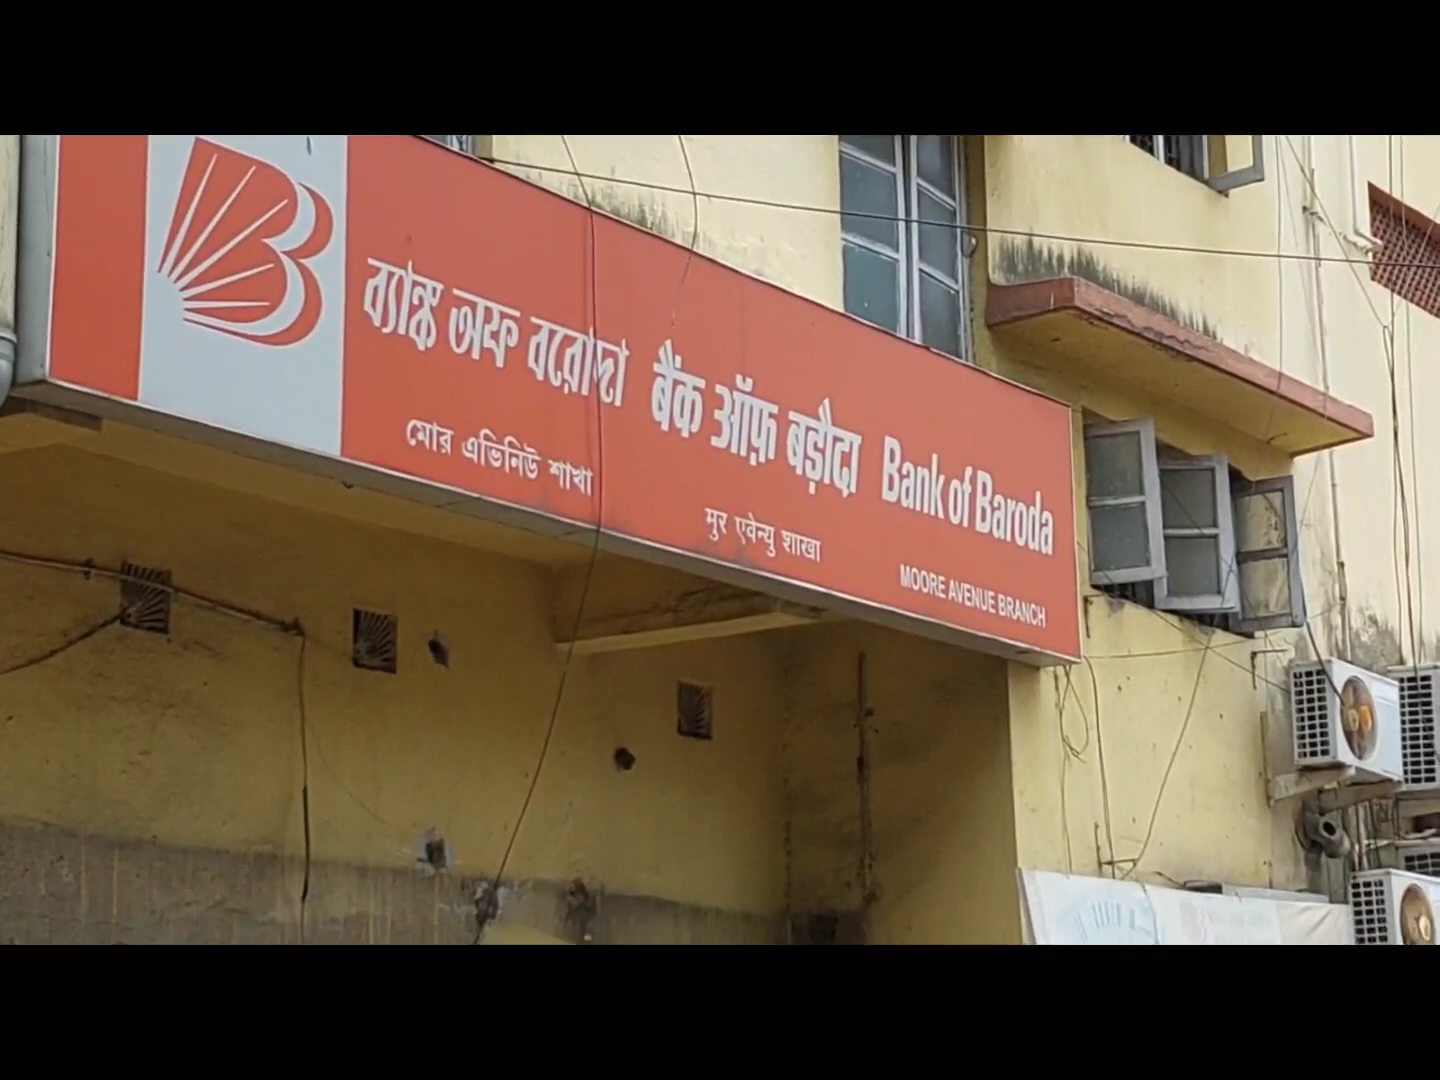 ব্যাঙ্ক অফ বরোদা बैंक ऑफ़ बड़ौदा Bank of Baroda
মোর এভিনিউ শাখা मुर एवेन्यु शाखा MOORE AVENUE BRANCH